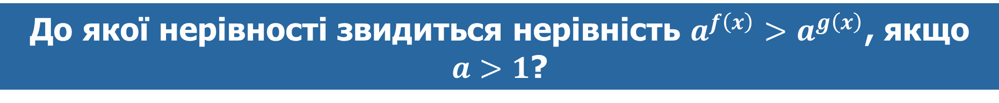 До якої нерівності звидиться нерівність $a^{f(x)} > a^{g(x)}$, якщо
$a > 1$?